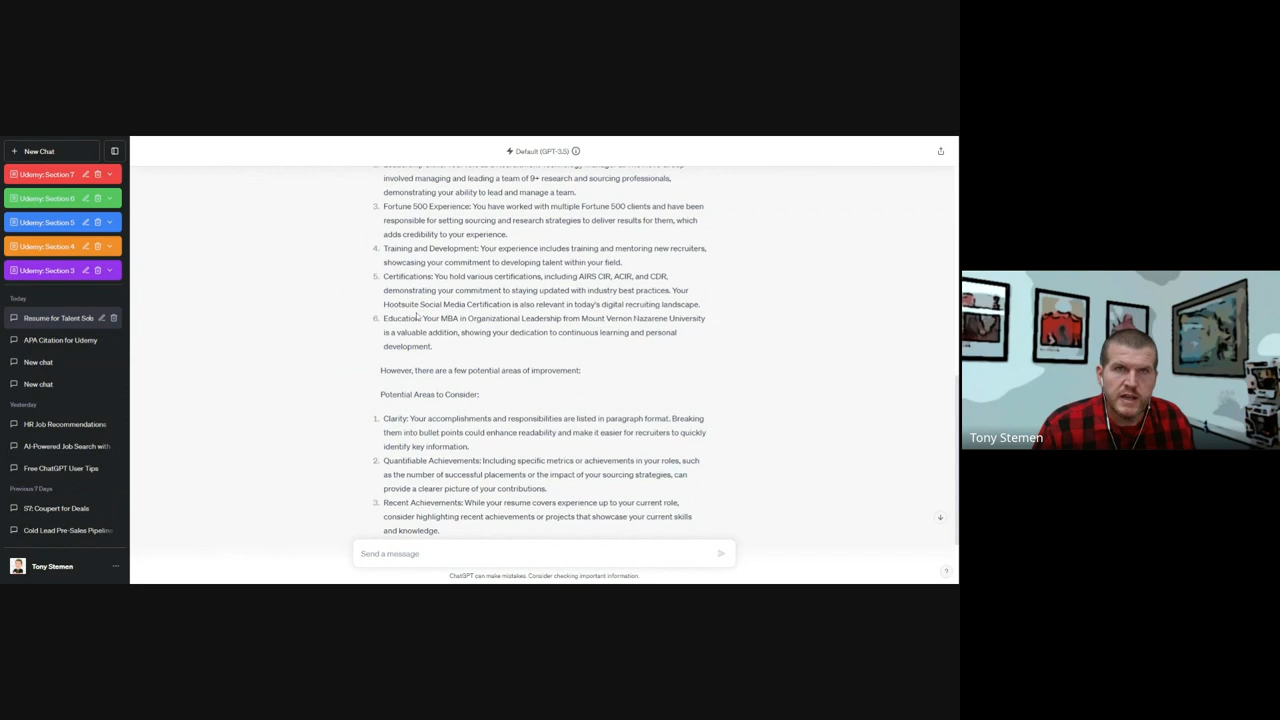 New Chat
Udemy: Section 7
Udemy: Section 6
Udemy: Section 5
Udemy: Section 4
Udemy: Section 3
Today
Resume for Talent Solu
APA Citation for Udemy
New chat
New chat
Yesterday
HR Job Recommendations
AI-Powered Job Search with
Free ChatGPT User Tips
Previous 7 Days
S7: Coupert for Deals
Cold Lead Pre-Sales Pipeline
Tony Stemen
Default (GPT-3.5)
involved managing and leading a team of 9+ research and sourcing professionals,
demonstrating your ability to lead and manage a team.
3. Fortune 500 Experience: You have worked with multiple Fortune 500 clients and have been
responsible for setting sourcing and research strategies to deliver results for them, which
adds credibility to your experience.
4. Training and Development: Your experience includes training and mentoring new recruiters,
showcasing your commitment to developing talent within your field.
5. Certifications: You hold various certifications, including AIRS CIR, ACIR, and CDR,
demonstrating your commitment to staying updated with industry best practices. Your
Hootsuite Social Media Certification is also relevant in today's digital recruiting landscape.
6. Education: Your MBA in Organizational Leadership from Mount Vernon Nazarene University
is a valuable addition, showing your dedication to continuous learning and personal
development.
However, there are a few potential areas of improvement:
Potential Areas to Consider:
1. Clarity: Your accomplishments and responsibilities are listed in paragraph format. Breaking
them into bullet points could enhance readability and make it easier for recruiters to quickly
identify key information.
2. Quantifiable Achievements: Including specific metrics or achievements in your roles, such
as the number of successful placements or the impact of your sourcing strategies, can
provide a clearer picture of your contributions.
3. Recent Achievements: While your resume covers experience up to your current role,
consider highlighting recent achievements or projects that showcase your current skills
and knowledge.
Send a message
ChatGPT can make mistakes. Consider checking important information.
?
Tony Stemen